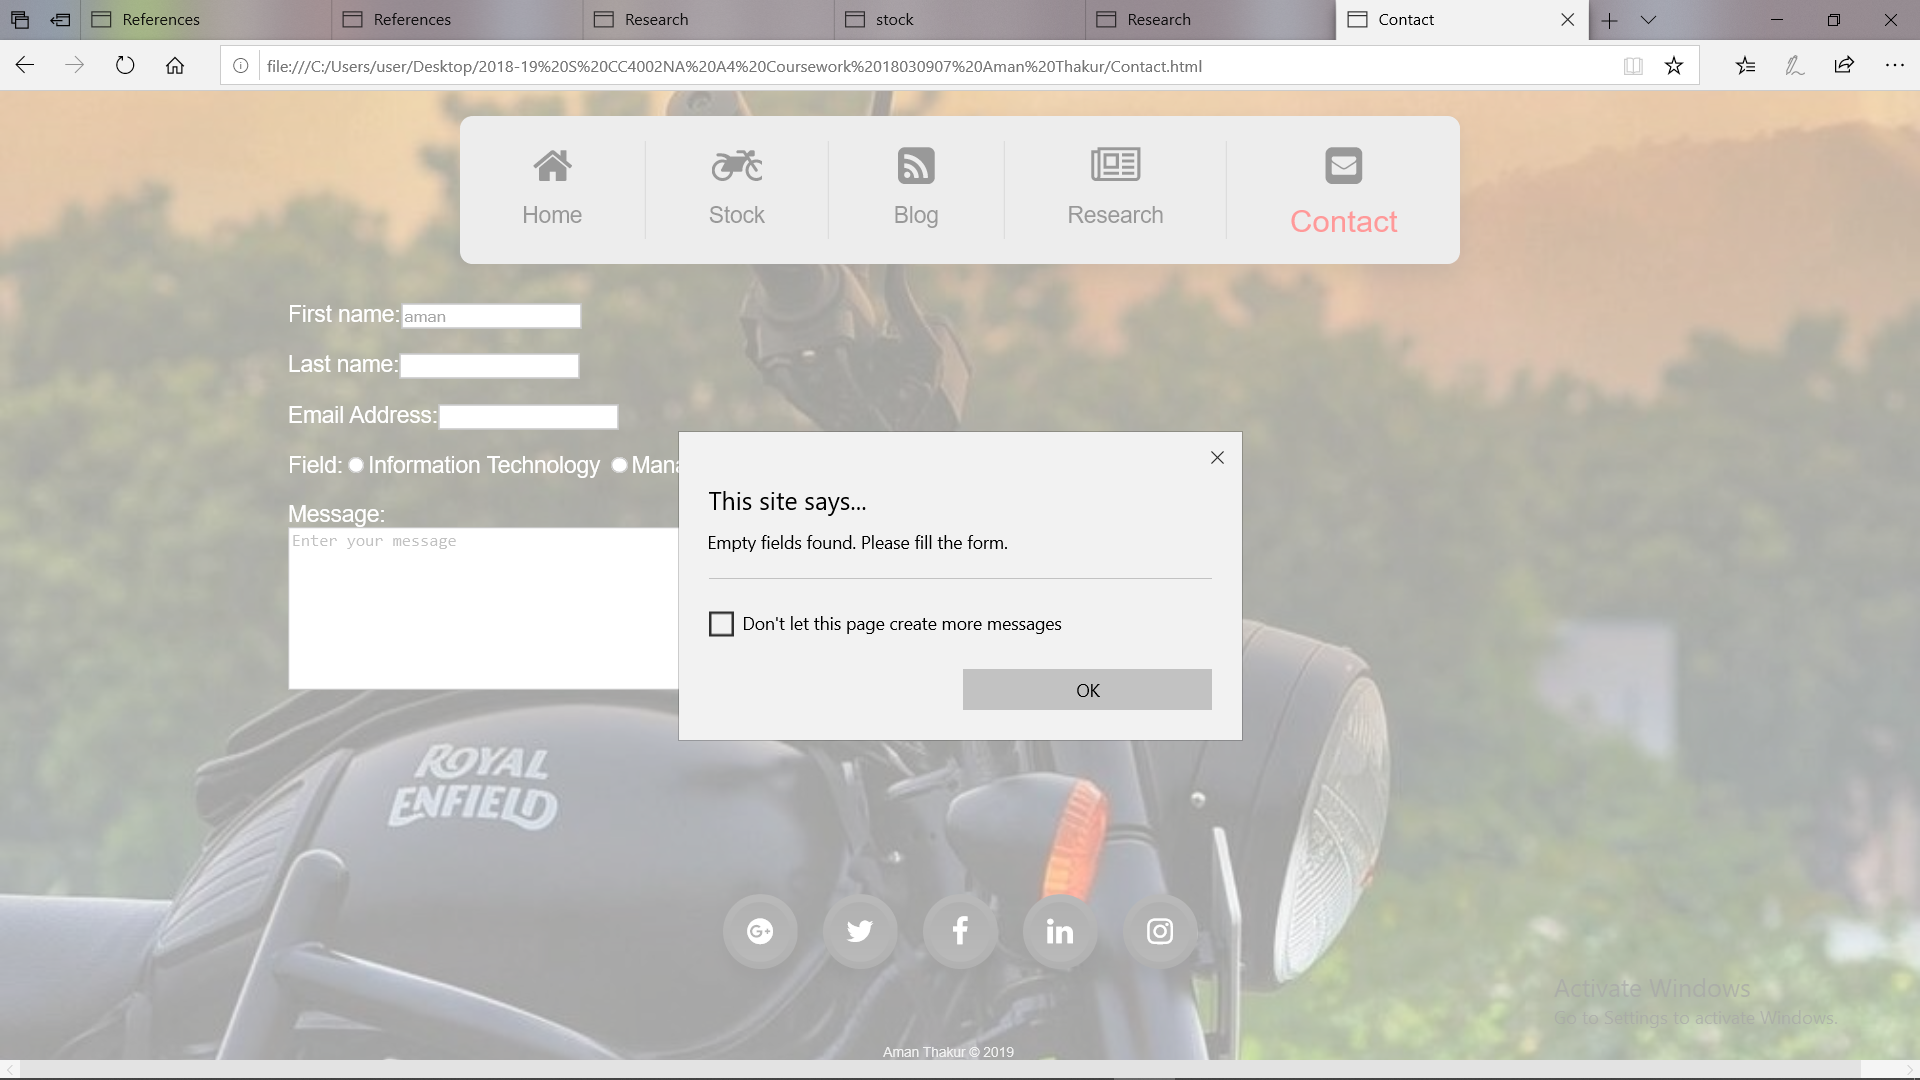 References
References
Research
stock
Research
Contact
file:///C:/Users/user/Desktop/2018-19%20S%20CC4002NA%20A4%20Coursework%2018030907%20Aman%20Thakur/Contact.html
Home
Stock
Blog
Research
Contact
First name: aman
Last name:
Email Address:
Field: Information Technology Mana
Message:
Enter your message
This site says...
Empty fields found. Please fill the form.
Don't let this page create more messages
OK
ROYAL
ENFIELD
G+
f
in
Activate Windows
Go to Settings to activate Windows.
Aman Thakur © 2019